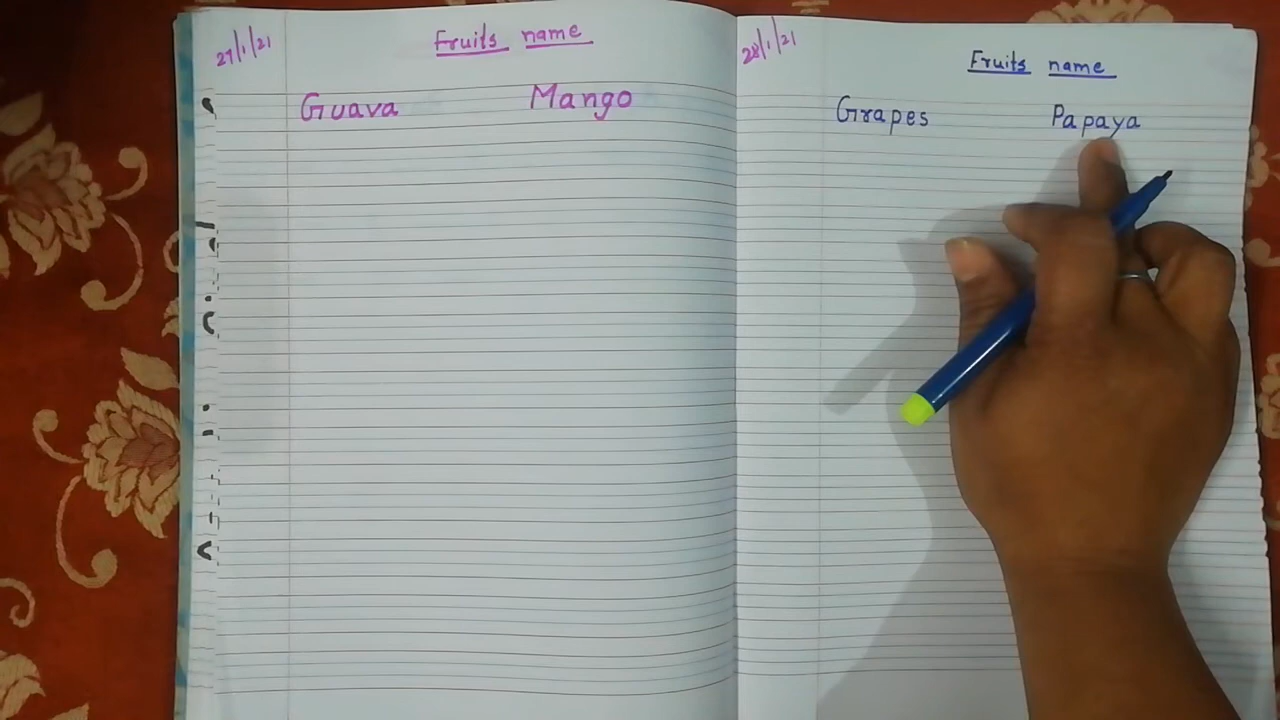 27/1/21
Fruits name
Guava Mango
28/1/21
Fruits name
Grapes Papaya